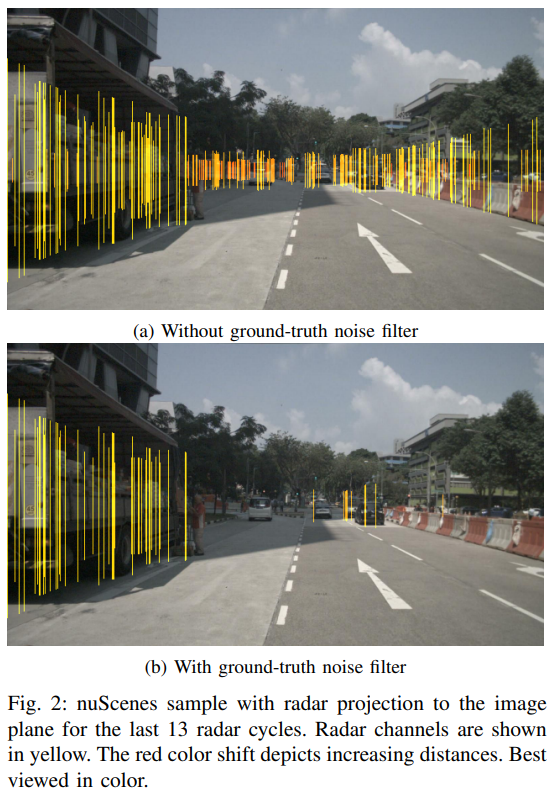 (a) Without ground-truth noise filter
(b) With ground-truth noise filter
Fig. 2: nuScenes sample with radar projection to the image
plane for the last 13 radar cycles. Radar channels are shown
in yellow. The red color shift depicts increasing distances. Best
viewed in color.